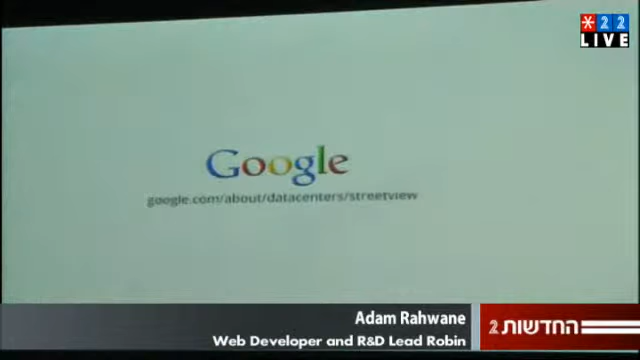 *22
LIVE
Google
google.com/about/datacenters/streetview
Adam Rahwane
Web Developer and R&D Lead Robin
החדשות 2